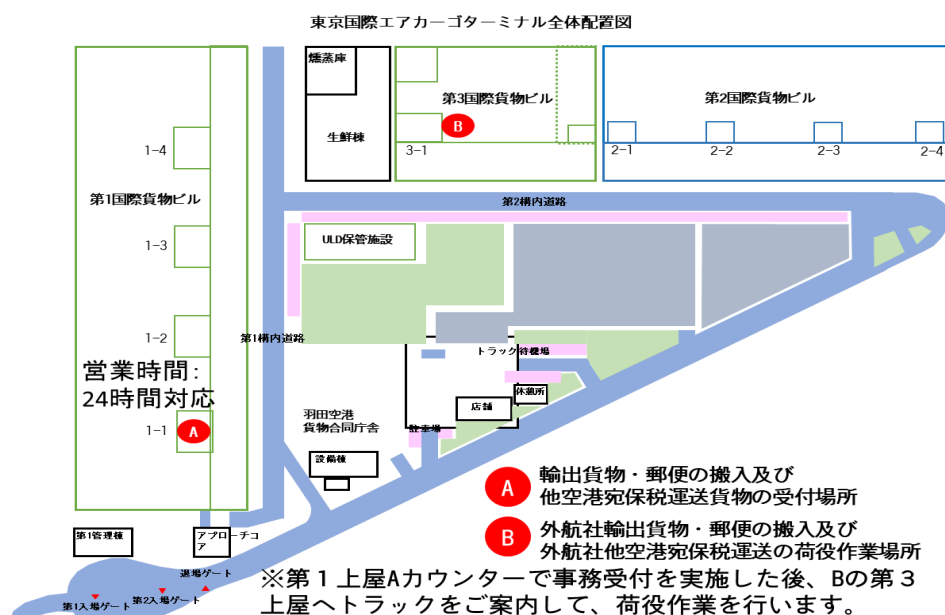 東京国際エアカーゴターミナル全体配置図
燻蒸庫
生鮮棟
第3国際貨物ビル
B
3-1
第2国際貨物ビル
2-1
2-2
2-3
2-4
1-4
第1国際貨物ビル
1-3
1-2
営業時間：
24時間対応
1-1
A
第2構内道路
ULD保管施設
第1構内道路
トラック待機場
休憩所
店舗
駐車場
羽田空港
貨物合同庁舎
設備棟
第1管理棟
アプローチコ
ア
退場ゲート
第1入場ゲート
第2入場ゲート
A
輸出貨物・郵便の搬入及び
他空港宛保税運送貨物の受付場所
B
外航社輸出貨物・郵便の搬入及び
外航社他空港宛保税運送の荷役作業場所
※第１上屋Aカウンターで事務受付を実施した後、Bの第３
上屋へトラックをご案内して、荷役作業を行います。